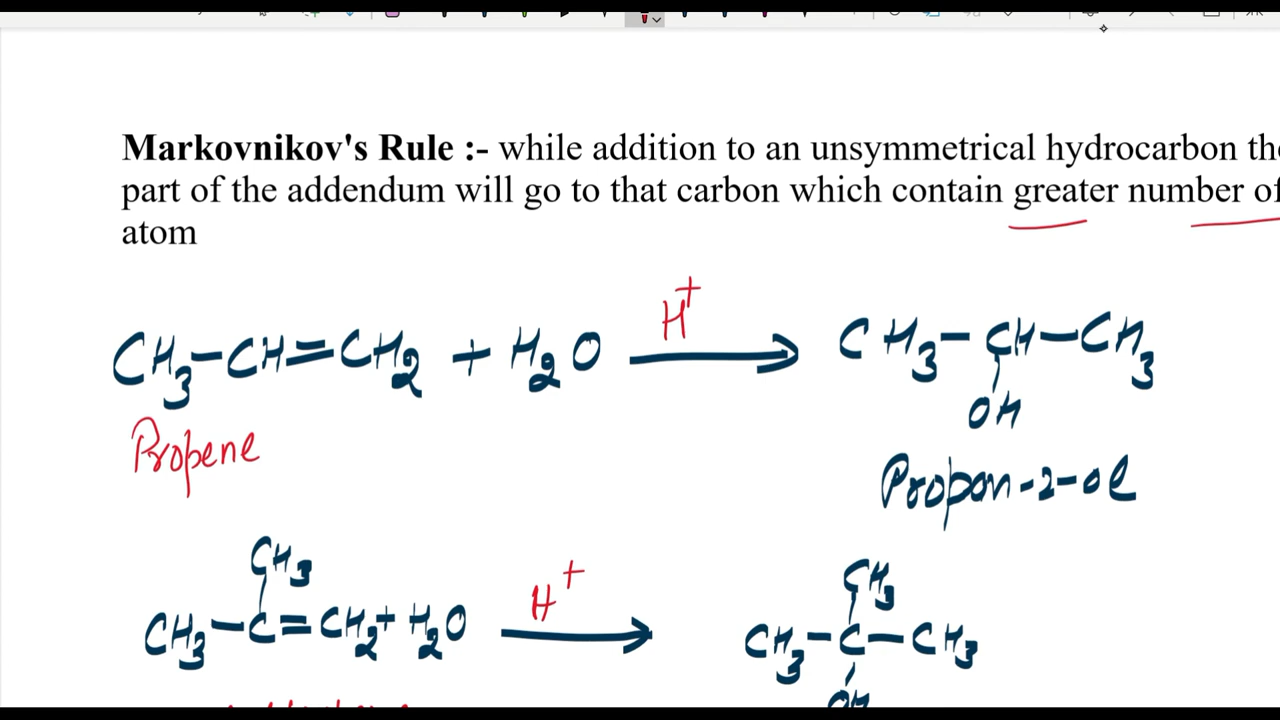 Markovnikov's Rule :- while addition to an unsymmetrical hydrocarbon the
part of the addendum will go to that carbon which contain greater number of
atom
CH3-CH=CH2 + H2O H+ → CH3-CH-CH3
OH
Propene
Propan-2-ol
CH3 CH3
CH3-C=CH2 + H2O H+ → CH3-C-CH3
OH